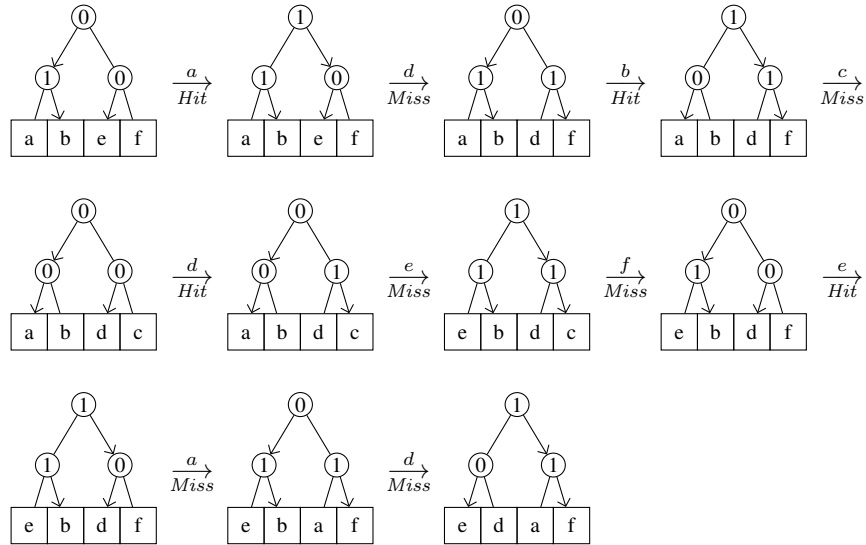 0 1 0 1
1 0 a Hit 1 0 d Miss 1 1 b Hit 0 1 c Miss
a b e f a b e f a b d f a b d f
0 0 1 0
0 0 d Hit 0 1 e Miss 1 1 f Miss 1 0 e Hit
a b d c a b d c e b d c e b d f
1 0 1
1 0 a Miss 1 1 d Miss 0 1
e b d f e b a f e d a f